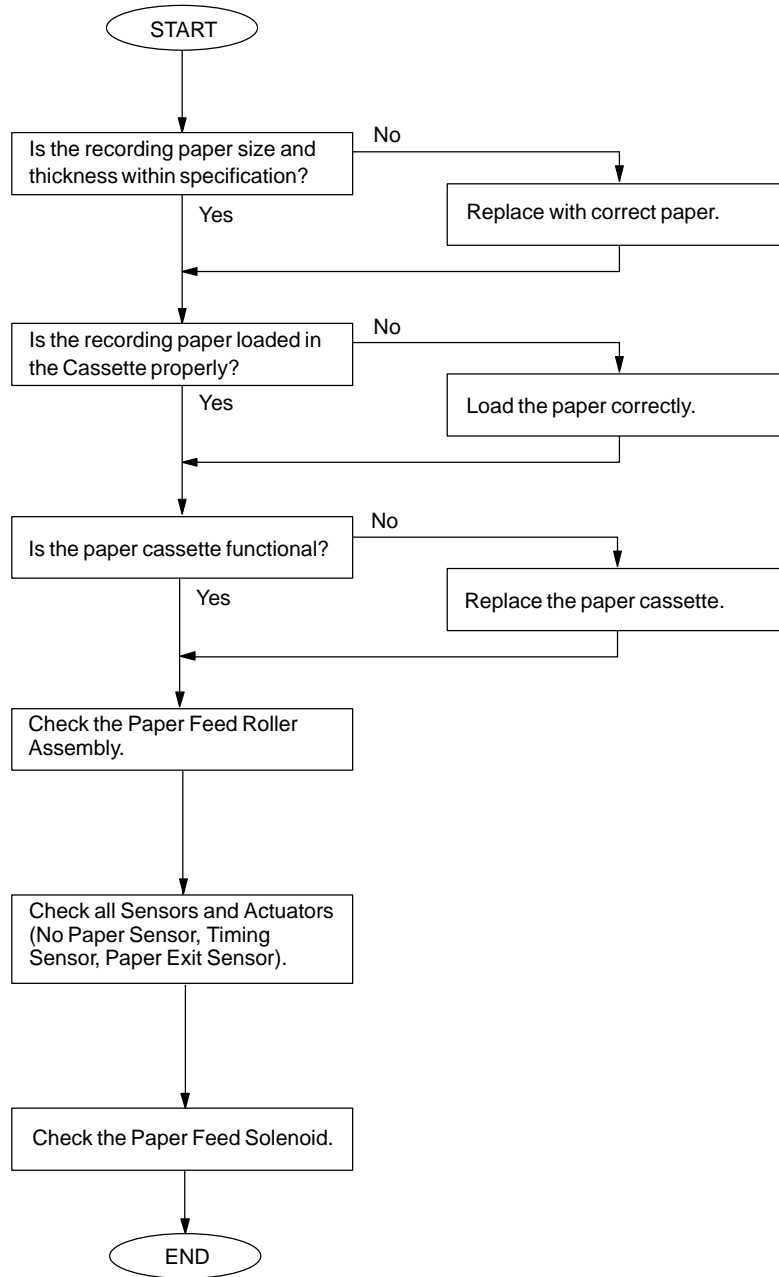 START
No
Is the recording paper size and
thickness within specification?
Replace with correct paper.
Yes
No
Is the recording paper loaded in
the Cassette properly?
Load the paper correctly.
Yes
No
Is the paper cassette functional?
Replace the paper cassette.
Yes
Check the Paper Feed Roller
Assembly.
Check all Sensors and Actuators
(No Paper Sensor, Timing
Sensor, Paper Exit Sensor).
Check the Paper Feed Solenoid.
END